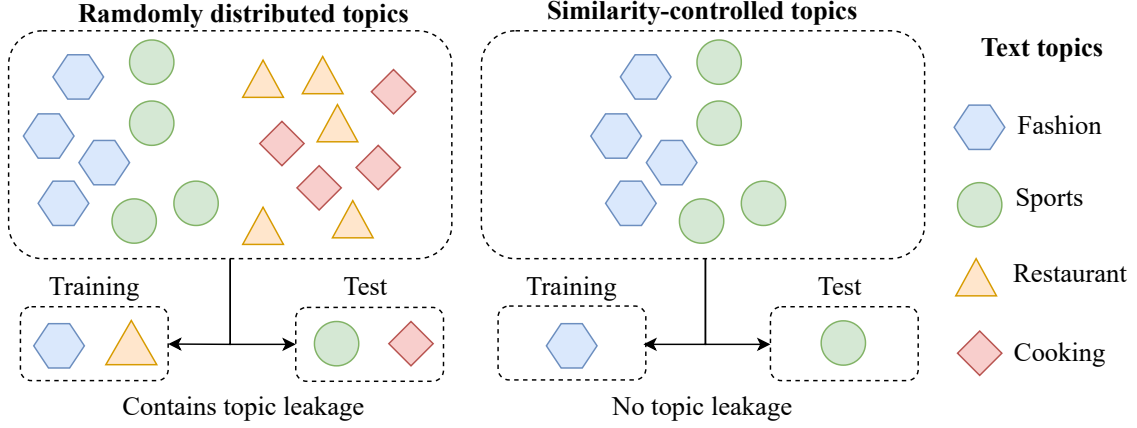 Ramdomly distributed topics
Similarity-controlled topics
Text topics
Fashion
Sports
Restaurant
Cooking
Training
Test
Training
Test
Contains topic leakage
No topic leakage